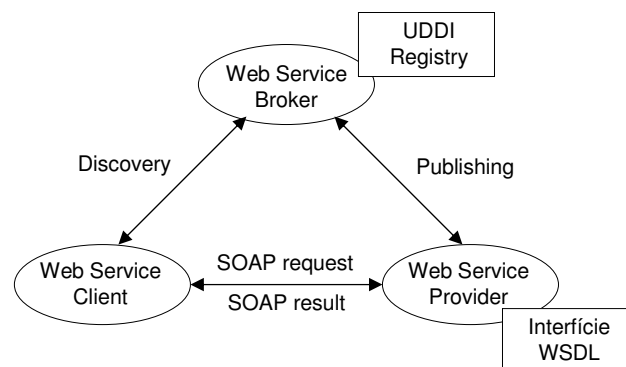 UDDI
Registry
Web Service
Broker
Discovery
Publishing
Web Service
Client
SOAP request
SOAP result
Web Service
Provider
Interfície
WSDL